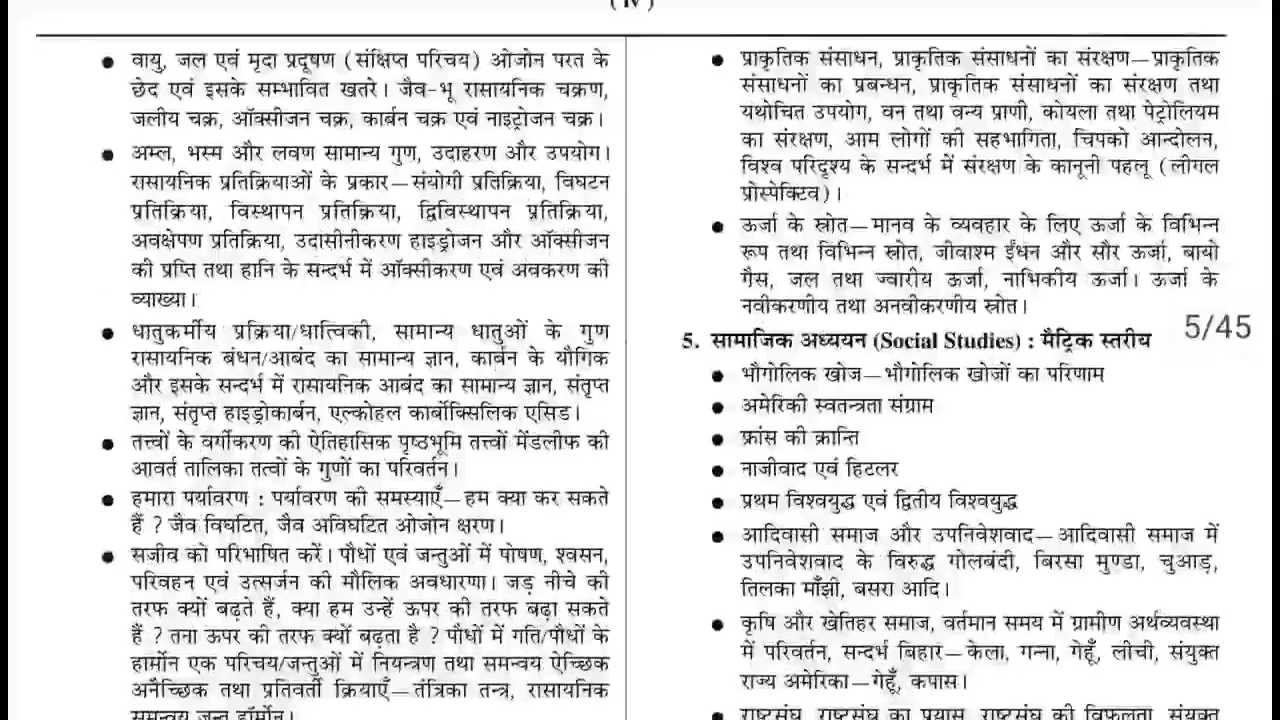 ( iv )
● वायु, जल एवं मृदा प्रदूषण (संक्षिप्त परिचय) ओजोन परत के
छेद एवं इसके सम्भावित खतरे। जैव-भू रासायनिक चक्रण,
जलीय चक्र, ऑक्सीजन चक्र, कार्बन चक्र एवं नाइट्रोजन चक्र।
● अम्ल, भस्म और लवण सामान्य गुण, उदाहरण और उपयोग।
रासायनिक प्रतिक्रियाओं के प्रकार—संयोगी प्रतिक्रिया, विघटन
प्रतिक्रिया, विस्थापन प्रतिक्रिया, द्विविस्थापन प्रतिक्रिया,
अवक्षेपण प्रतिक्रिया, उदासीनीकरण हाइड्रोजन और ऑक्सीजन
की प्रप्ति तथा हानि के सन्दर्भ में ऑक्सीकरण एवं अवकरण की
व्याख्या।
● धातुकर्मीय प्रक्रिया/धात्विकी, सामान्य धातुओं के गुण
रासायनिक बंधन/आबंद का सामान्य ज्ञान, कार्बन के यौगिक
और इसके सन्दर्भ में रासायनिक आबंद का सामान्य ज्ञान, संतृप्त
ज्ञान, संतृप्त हाइड्रोकार्बन, एल्कोहल कार्बोक्सिलिक एसिड।
● तत्त्वों के वर्गीकरण की ऐतिहासिक पृष्ठभूमि तत्त्वों मेंडलीफ की
आवर्त तालिका तत्वों के गुणों का परिवर्तन।
● हमारा पर्यावरण : पर्यावरण की समस्याएँ—हम क्या कर सकते
हैं ? जैव विघटित, जैव अविघटित ओजोन क्षरण।
● सजीव को परिभाषित करें। पौधों एवं जन्तुओं में पोषण, श्वसन,
परिवहन एवं उत्सर्जन की मौलिक अवधारणा। जड़ नीचे की
तरफ क्यों बढ़ते हैं, क्या हम उन्हें ऊपर की तरफ बढ़ा सकते
हैं ? तना ऊपर की तरफ क्यों बढ़ता है ? पौधों में गति/पौधों के
हार्मोन एक परिचय/जन्तुओं में नियन्त्रण तथा समन्वय ऐच्छिक
अनैच्छिक तथा प्रतिवर्ती क्रियाएँ—तंत्रिका तन्त्र, रासायनिक
समन्वय जन्तु हॉर्मोन।
● प्राकृतिक संसाधन, प्राकृतिक संसाधनों का संरक्षण—प्राकृतिक
संसाधनों का प्रबन्धन, प्राकृतिक संसाधनों का संरक्षण तथा
यथोचित उपयोग, वन तथा वन्य प्राणी, कोयला तथा पेट्रोलियम
का संरक्षण, आम लोगों की सहभागिता, चिपको आन्दोलन,
विश्व परिदृश्य के सन्दर्भ में संरक्षण के कानूनी पहलू (लीगल
प्रोस्पेक्टिव)।
● ऊर्जा के स्रोत—मानव के व्यवहार के लिए ऊर्जा के विभिन्न
रूप तथा विभिन्न स्रोत, जीवाश्म ईंधन और सौर ऊर्जा, बायो
गैस, जल तथा ज्वारीय ऊर्जा, नाभिकीय ऊर्जा। ऊर्जा के
नवीकरणीय तथा अनवीकरणीय स्रोत।
5. सामाजिक अध्ययन (Social Studies) : मैट्रिक स्तरीय
5/45
● भौगोलिक खोज—भौगोलिक खोजों का परिणाम
● अमेरिकी स्वतन्त्रता संग्राम
● फ्रांस की क्रान्ति
● नाजीवाद एवं हिटलर
● प्रथम विश्वयुद्ध एवं द्वितीय विश्वयुद्ध
● आदिवासी समाज और उपनिवेशवाद—आदिवासी समाज में
उपनिवेशवाद के विरुद्ध गोलबंदी, बिरसा मुण्डा, चुआड़,
तिलका माँझी, बसरा आदि।
● कृषि और खेतिहर समाज, वर्तमान समय में ग्रामीण अर्थव्यवस्था
में परिवर्तन, सन्दर्भ बिहार—केला, गन्ना, गेहूँ, लीची, संयुक्त
राज्य अमेरिका—गेहूँ, कपास।
● राष्ट्रसंघ, राष्ट्रसंघ का प्रयास, राष्ट्रसंघ की विफलता, संयुक्त